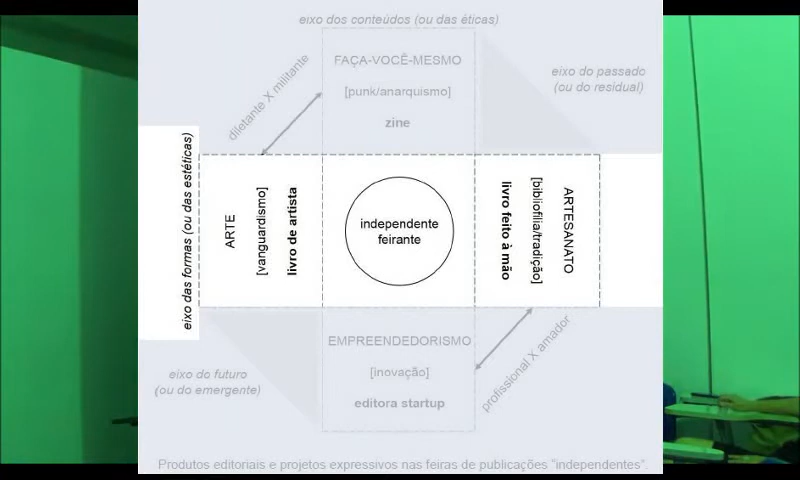 eixo dos conteúdos (ou das éticas)
FAÇA-VOCÊ-MESMO
[punk/anarquismo]
zine
diletante X militante
eixo do passado
(ou do residual)
eixo das formas (ou das estéticas)
ARTE
[vanguardismo]
livro de artista
independente
feirante
livro feito à mão
[bibliofilia/tradição]
ARTESANATO
EMPREENDEDORISMO
[inovação]
editora startup
eixo do futuro
(ou do emergente)
profissional X amador
Produtos editoriais e projetos expressivos nas feiras de publicações "independentes".